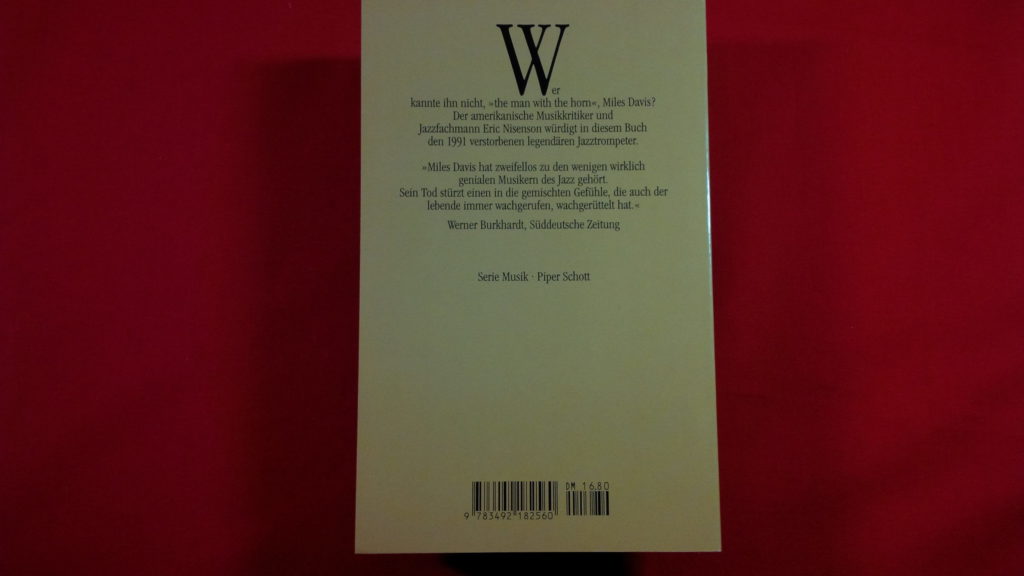 Wer
kannte ihn nicht, »the man with the horn«, Miles Davis?
Der amerikanische Musikkritiker und
Jazzfachmann Eric Nisenson würdigt in diesem Buch
den 1991 verstorbenen legendären Jazztrompeter.
»Miles Davis hat zweifellos zu den wenigen wirklich
genialen Musikern des Jazz gehört.
Sein Tod stürzt einen in die gemischten Gefühle, die auch der
lebende immer wachgerufen, wachgerüttelt hat.«
Werner Burkhardt, Süddeutsche Zeitung
Serie Musik · Piper Schott
DM 16.80
9 783492 182560